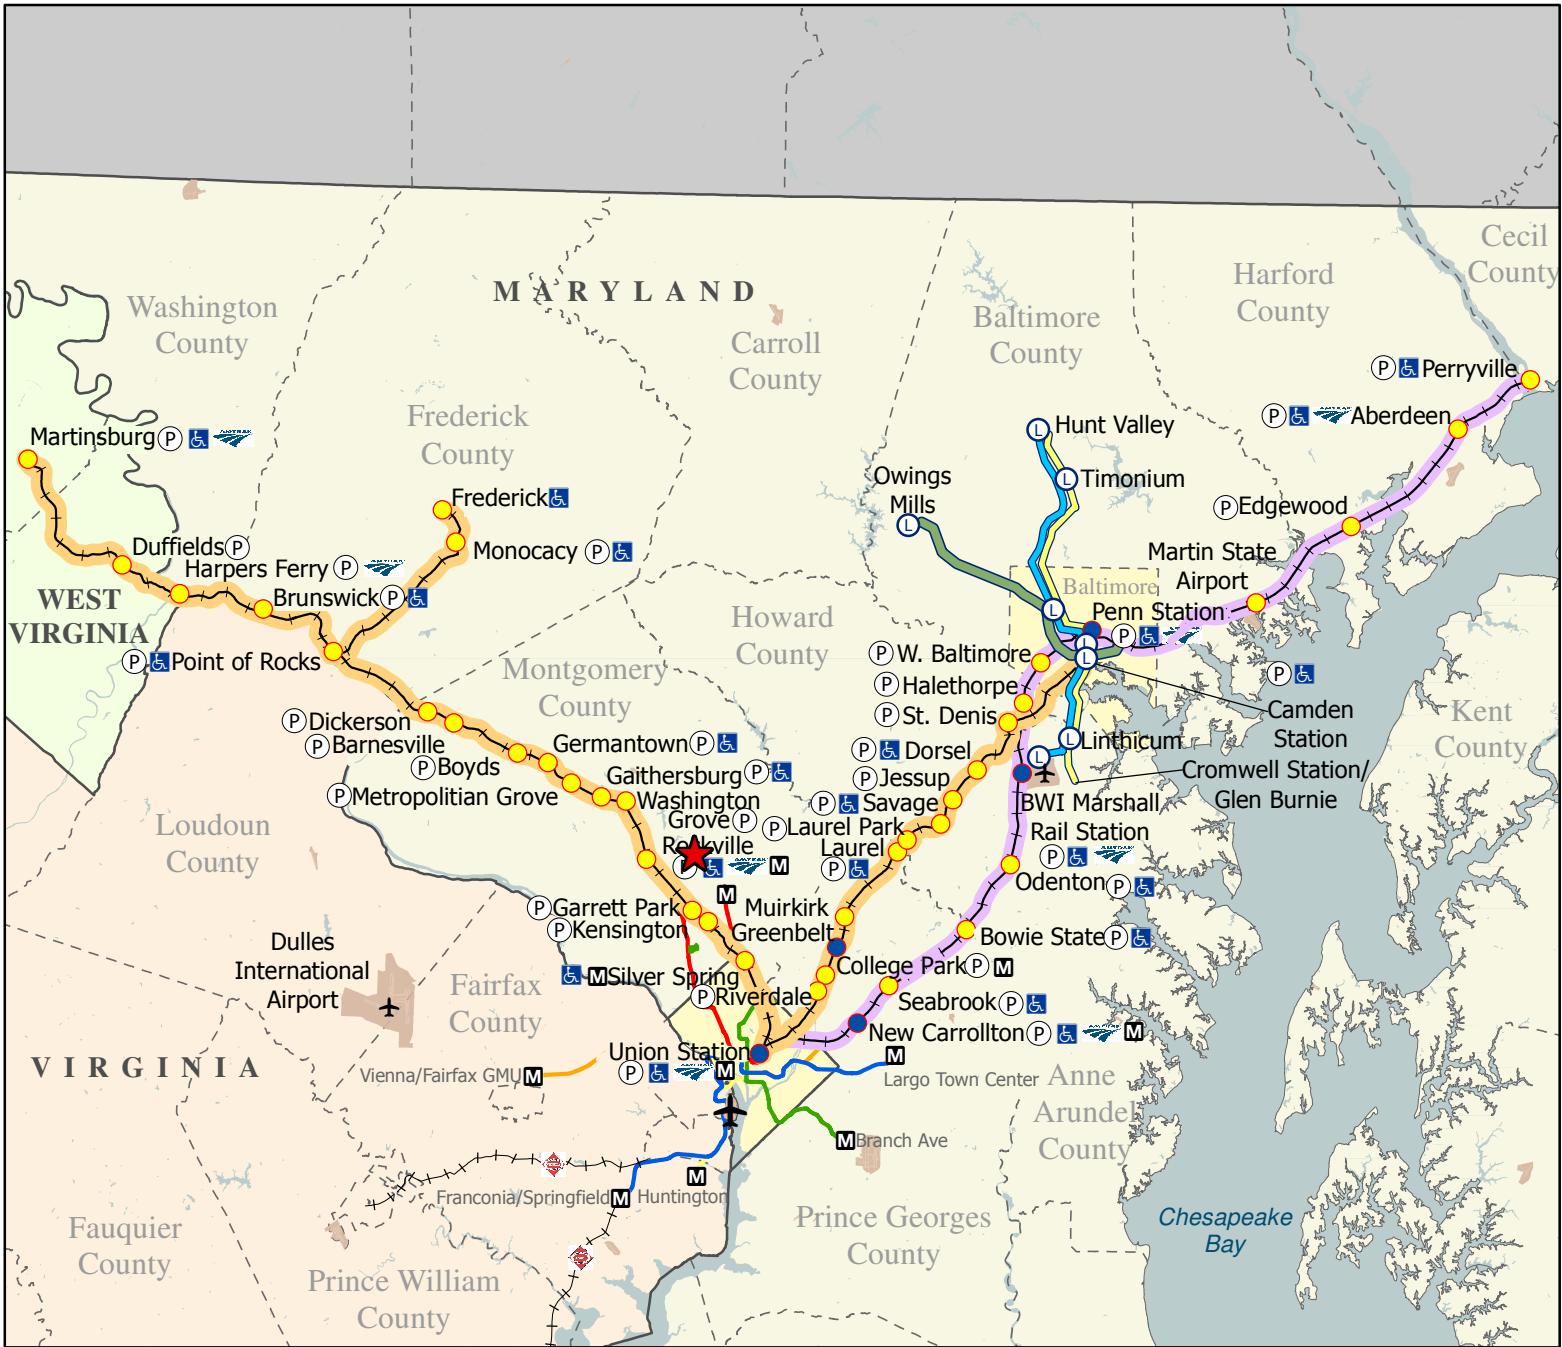 Cecil
County
Harford
County
MARYLAND
Washington
County
Baltimore
County
Carroll
County
Perryville
Frederick
County
Aberdeen
Hunt Valley
Martinsburg
AMTRAK
Owings
Mills
Timonium
Frederick
Edgewood
Duffields
Monocacy
Martin State
Airport
Harpers Ferry
Brunswick
Baltimore
WEST
VIRGINIA
Penn Station
Howard
County
Point of Rocks
W. Baltimore
Montgomery
County
Halethorpe
St. Denis
Camden
Station
Kent
County
Dickerson
Barnesville
Boyds
Germantown
Dorsel
Linthicum
Gaithersburg
Jessup
Cromwell Station/
Glen Burnie
Metropolitian Grove
Washington
Grove
Savage
BWI Marshall
Rail Station
Laurel Park
Laurel
Loudoun
County
Rockville
Odenton
Garrett Park
Kensington
Muirkirk
Greenbelt
Bowie State
Dulles
International
Airport
Silver Spring
College Park
Fairfax
County
Riverdale
Seabrook
New Carrollton
VIRGINIA
Union Station
Vienna/Fairfax GMU
Largo Town Center
Anne
Arundel
County
Branch Ave
Franconia/Springfield
Huntington
Fauquier
County
Prince Georges
County
Chesapeake
Bay
Prince William
County